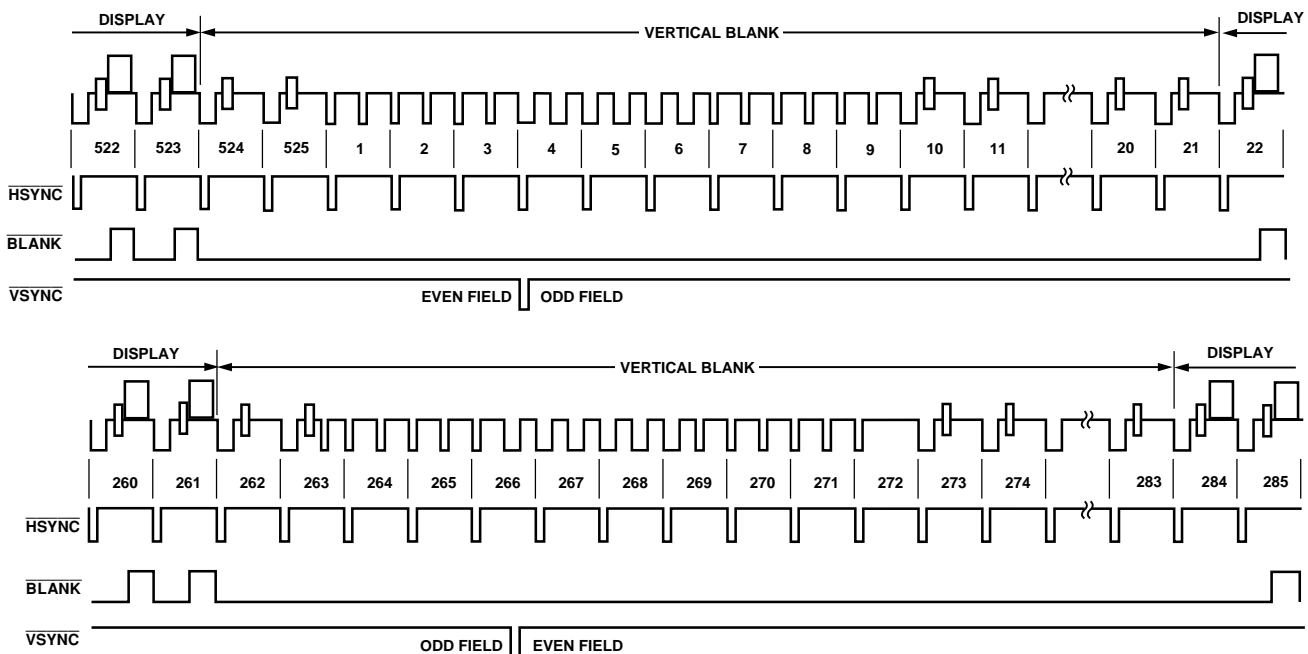 DISPLAY VERTICAL BLANK DISPLAY
522 523 524 525 1 2 3 4 5 6 7 8 9 10 11 20 21 22
HSYNC
BLANK
VSYNC EVEN FIELD ODD FIELD
DISPLAY VERTICAL BLANK DISPLAY
260 261 262 263 264 265 266 267 268 269 270 271 272 273 274 283 284 285
HSYNC
BLANK
VSYNC ODD FIELD EVEN FIELD